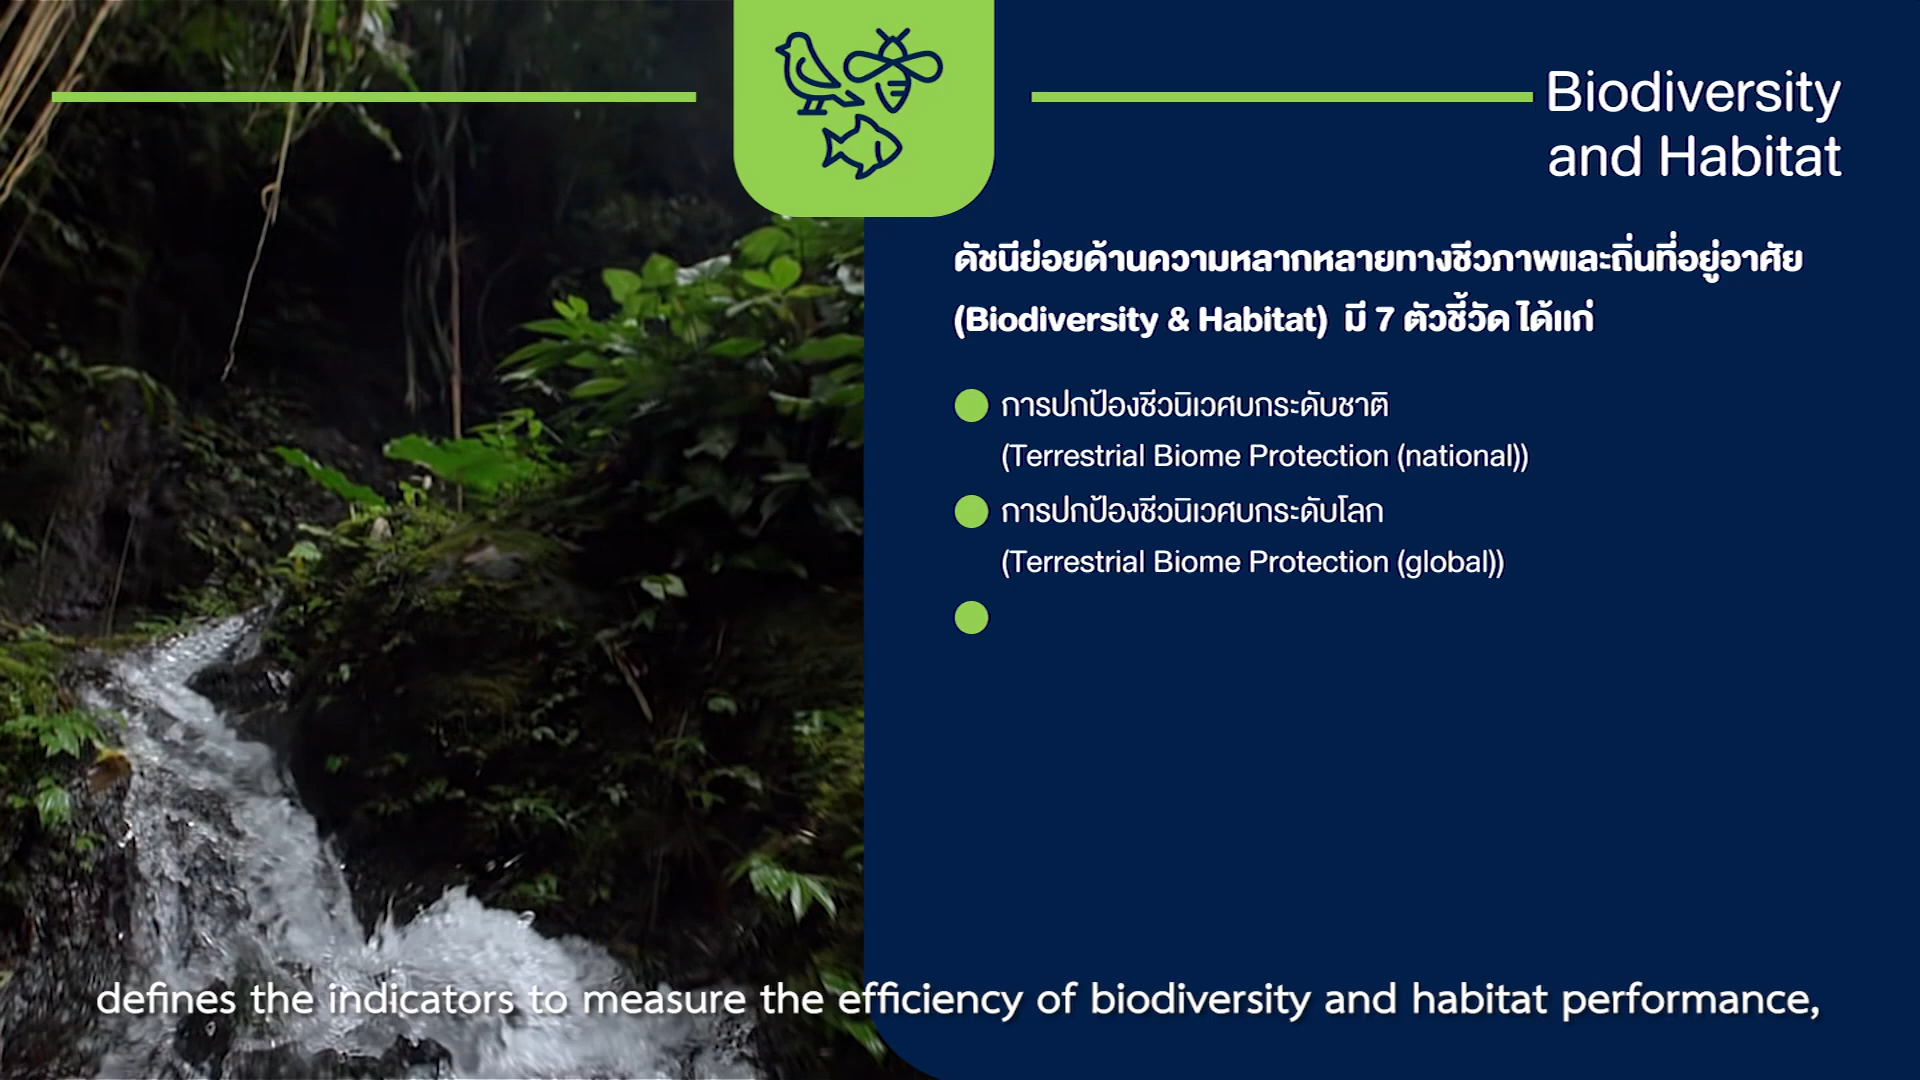 Biodiversity
and Habitat
ดัชนีย่อยด้านความหลากหลายทางชีวภาพและถิ่นที่อยู่อาศัย
(Biodiversity & Habitat) มี 7 ตัวชี้วัด ได้แก่
การปกป้องชีวนิเวศบกระดับชาติ
(Terrestrial Biome Protection (national))
การปกป้องชีวนิเวศบกระดับโลก
(Terrestrial Biome Protection (global))
defines the indicators to measure the efficiency of biodiversity and habitat performance,